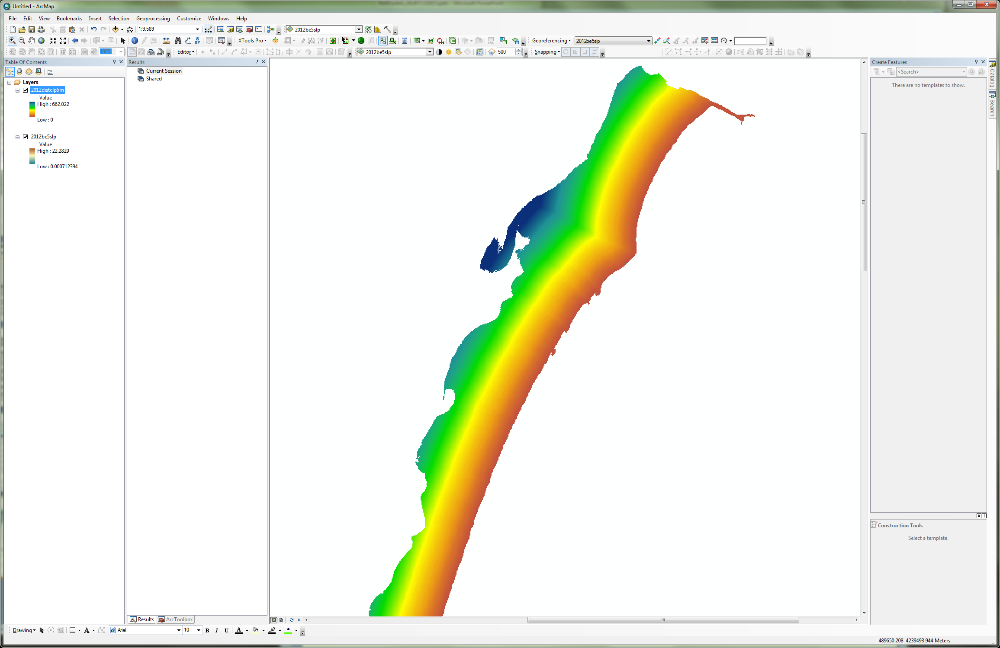 Untitled - ArcMap
File Edit View Bookmarks Insert Selection Geoprocessing Customize Windows Help
1:9,589
2012be5slp
XTools Pro
Georeferencing
2012be5slp
100%
Editor
2012be5slp
500
Snapping
Table Of Contents
Results
Create Features
Current Session
Shared
<Search>
There are no templates to show.
Catalog
Search
Layers
2012distclp5m
Value
High : 662.022
Low : 0
2012be5slp
Value
High : 22.2829
Low : 0.000712394
Construction Tools
Select a template.
Results
ArcToolbox
Drawing
A
Arial
10
B I U A
489650.208 4239493.944 Meters